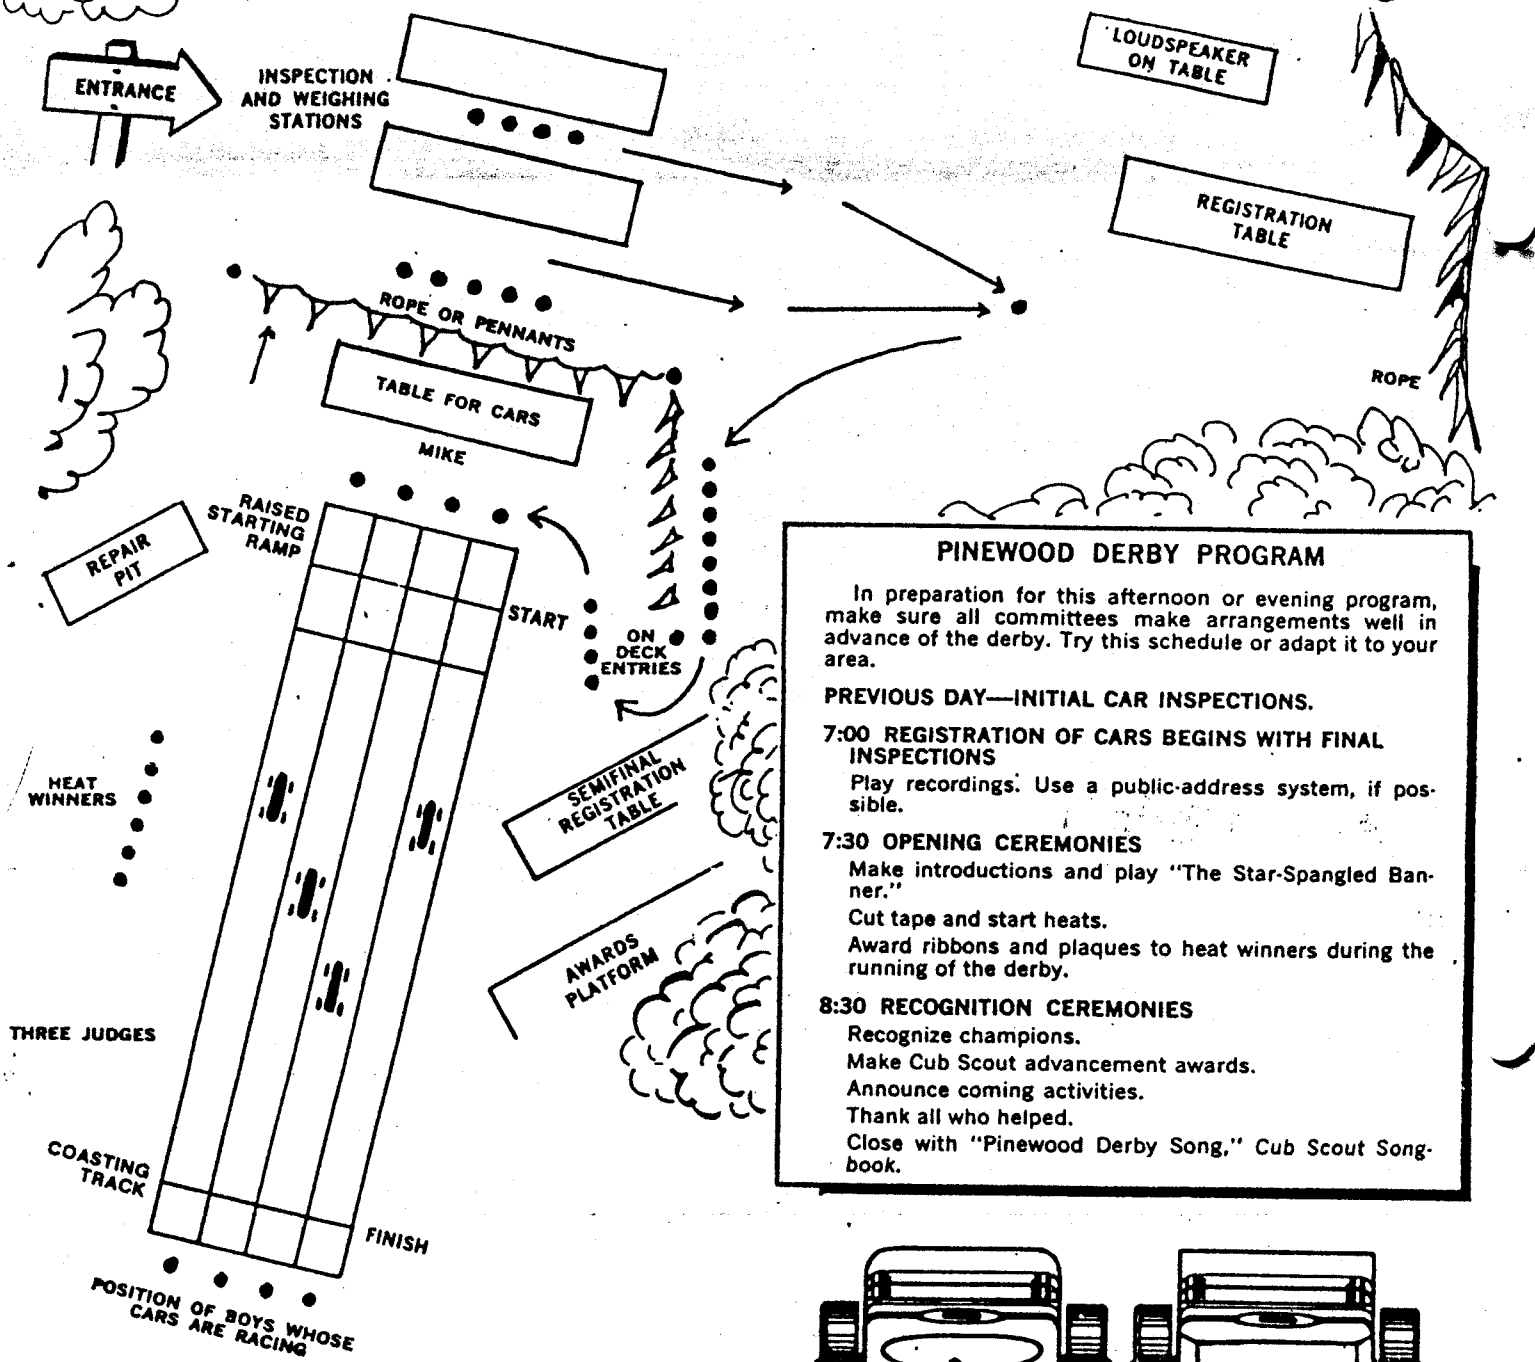 ENTRANCE
INSPECTION
AND WEIGHING
STATIONS
LOUDSPEAKER
ON TABLE
REGISTRATION
TABLE
ROPE OR PENNANTS
TABLE FOR CARS
MIKE
ROPE
RAISED
STARTING
RAMP
REPAIR
PIT
START
ON
DECK
ENTRIES
HEAT
WINNERS
SEMIFINAL
REGISTRATION
TABLE
AWARDS
PLATFORM
THREE JUDGES
COASTING
TRACK
FINISH
POSITION OF BOYS WHOSE
CARS ARE RACING
PINEWOOD DERBY PROGRAM
In preparation for this afternoon or evening program,
make sure all committees make arrangements well in
advance of the derby. Try this schedule or adapt it to your
area.
PREVIOUS DAY—INITIAL CAR INSPECTIONS.
7:00 REGISTRATION OF CARS BEGINS WITH FINAL
INSPECTIONS
Play recordings. Use a public-address system, if pos-
sible.
7:30 OPENING CEREMONIES
Make introductions and play "The Star-Spangled Ban-
ner."
Cut tape and start heats.
Award ribbons and plaques to heat winners during the
running of the derby.
8:30 RECOGNITION CEREMONIES
Recognize champions.
Make Cub Scout advancement awards.
Announce coming activities.
Thank all who helped.
Close with "Pinewood Derby Song," Cub Scout Song-
book.